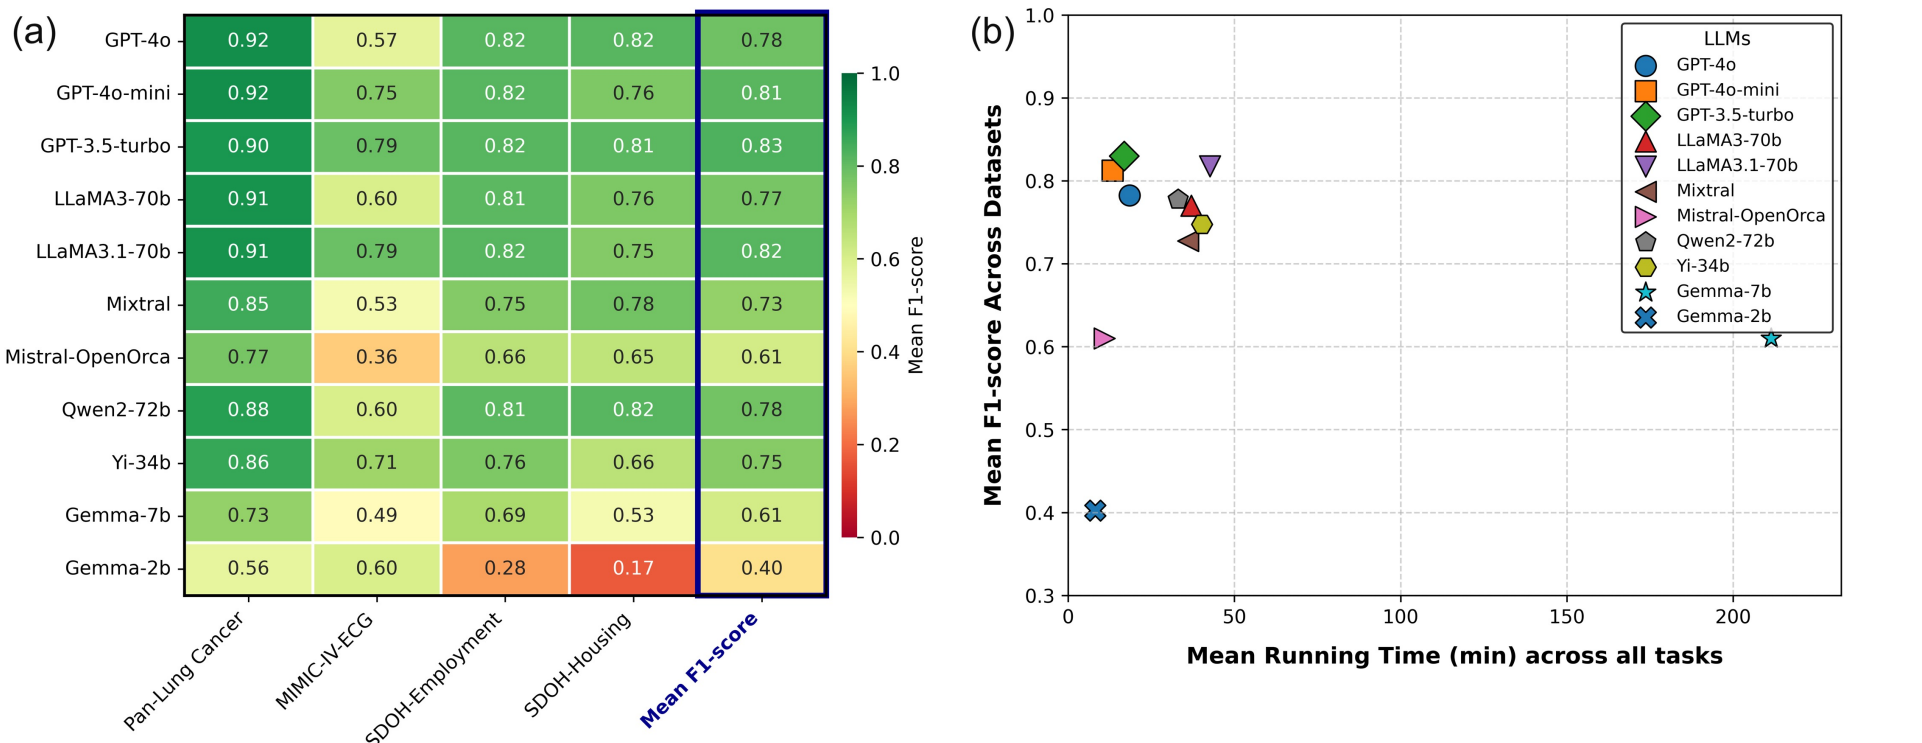 (a)
GPT-4o 0.92 0.57 0.82 0.82 0.78
GPT-4o-mini 0.92 0.75 0.82 0.76 0.81
GPT-3.5-turbo 0.90 0.79 0.82 0.81 0.83
LLaMA3-70b 0.91 0.60 0.81 0.76 0.77
LLaMA3.1-70b 0.91 0.79 0.82 0.75 0.82
Mixtral 0.85 0.53 0.75 0.78 0.73
Mistral-OpenOrca 0.77 0.36 0.66 0.65 0.61
Qwen2-72b 0.88 0.60 0.81 0.82 0.78
Yi-34b 0.86 0.71 0.76 0.66 0.75
Gemma-7b 0.73 0.49 0.69 0.53 0.61
Gemma-2b 0.56 0.60 0.28 0.17 0.40
Pan-Lung Cancer
MIMIC-IV-ECG
SDOH-Employment
SDOH-Housing
Mean F1-score
1.0
0.8
0.6
0.4
0.2
0.0
Mean F1-score
(b)
Mean F1-score Across Datasets
1.0
0.9
0.8
0.7
0.6
0.5
0.4
0.3
0 50 100 150 200
Mean Running Time (min) across all tasks
LLMs
GPT-4o
GPT-4o-mini
GPT-3.5-turbo
LLaMA3-70b
LLaMA3.1-70b
Mixtral
Mistral-OpenOrca
Qwen2-72b
Yi-34b
Gemma-7b
Gemma-2b